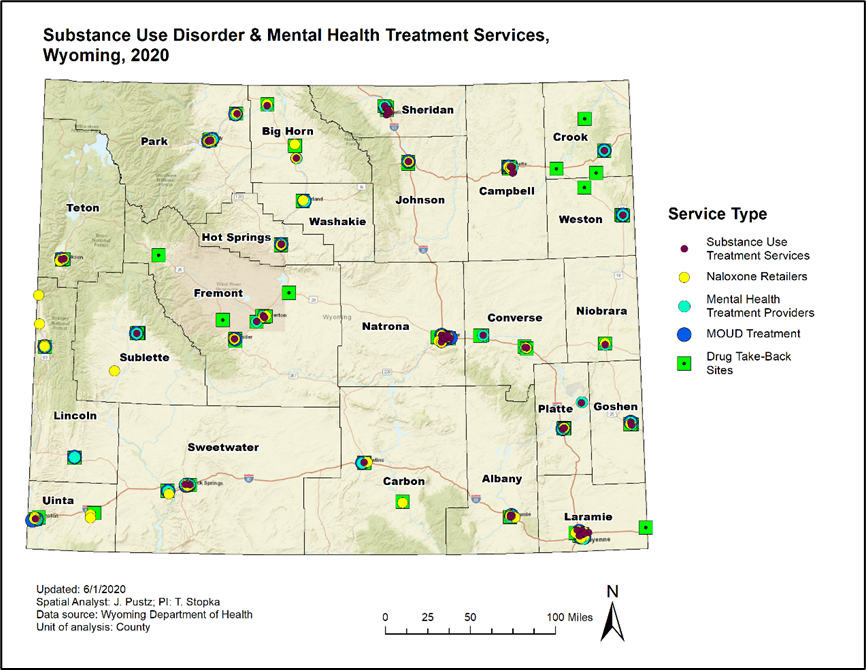 Substance Use Disorder & Mental Health Treatment Services,
Wyoming, 2020
Sheridan
Park
Big Horn
Crook
Johnson
Campbell
Teton
Washakie
Weston
Hot Springs
Fremont
Wyoming
Natrona
Converse
Niobrara
Sublette
Lincoln
Platte
Goshen
Sweetwater
Carbon
Albany
Uinta
Laramie
Service Type
Substance Use
Treatment Services
Naloxone Retailers
Mental Health
Treatment Providers
MOUD Treatment
Drug Take-Back
Sites
Updated: 6/1/2020
Spatial Analyst: J. Pustz; PI: T. Stopka
Data source: Wyoming Department of Health
Unit of analysis: County
0 25 50 100 Miles
N